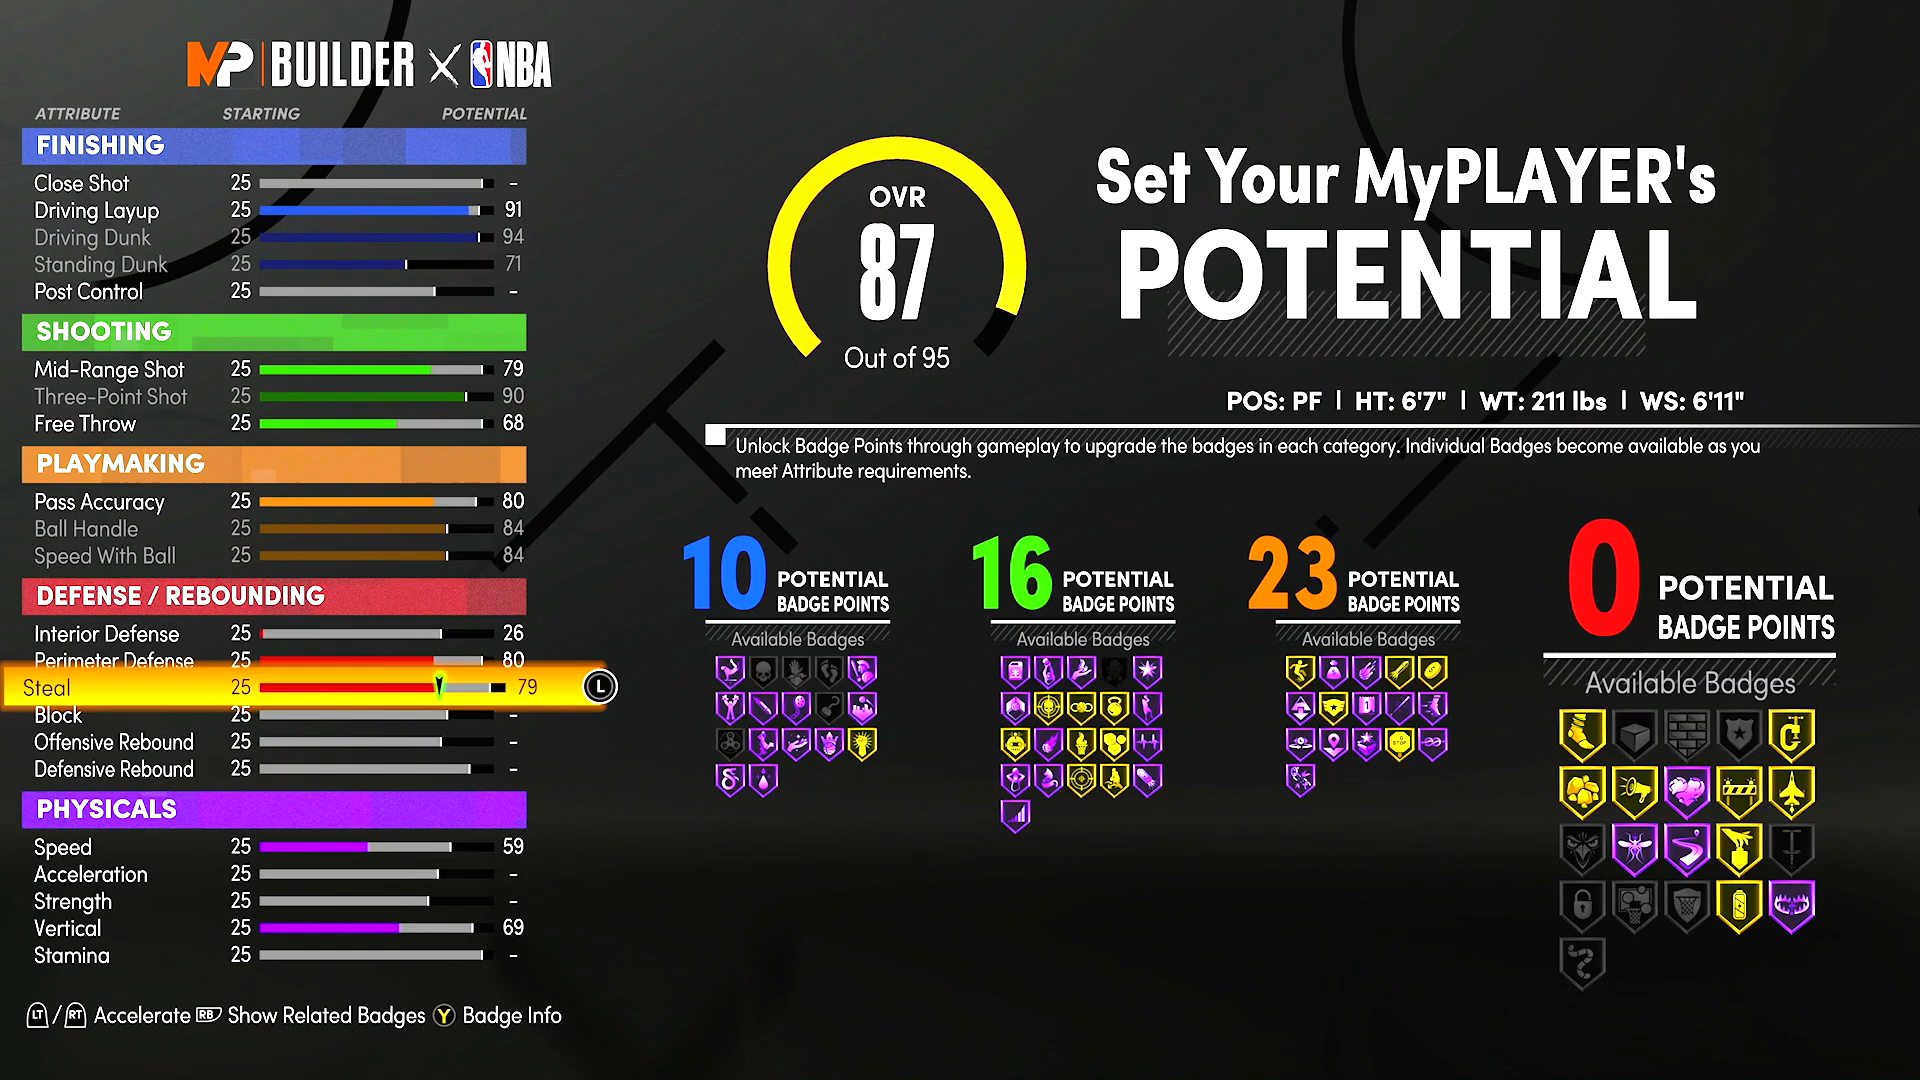 MP | BUILDER X NBA
ATTRIBUTE STARTING POTENTIAL
FINISHING
Close Shot 25 -
Driving Layup 25 91
Driving Dunk 25 94
Standing Dunk 25 71
Post Control 25 -
SHOOTING
Mid-Range Shot 25 79
Three-Point Shot 25 90
Free Throw 25 68
PLAYMAKING
Pass Accuracy 25 80
Ball Handle 25 84
Speed With Ball 25 84
DEFENSE / REBOUNDING
Interior Defense 25 26
Perimeter Defense 25 80
Steal 25 79 L
Block 25 -
Offensive Rebound 25 -
Defensive Rebound 25 -
PHYSICALS
Speed 25 59
Acceleration 25 -
Strength 25 -
Vertical 25 69
Stamina 25 -
LT / RT Accelerate RB Show Related Badges Y Badge Info
OVR
87
Out of 95
Set Your MyPLAYER's
POTENTIAL
POS: PF | HT: 6'7" | WT: 211 lbs | WS: 6'11"
Unlock Badge Points through gameplay to upgrade the badges in each category. Individual Badges become available as you
meet Attribute requirements.
10 POTENTIAL
BADGE POINTS
Available Badges
16 POTENTIAL
BADGE POINTS
Available Badges
23 POTENTIAL
BADGE POINTS
Available Badges
0 POTENTIAL
BADGE POINTS
Available Badges